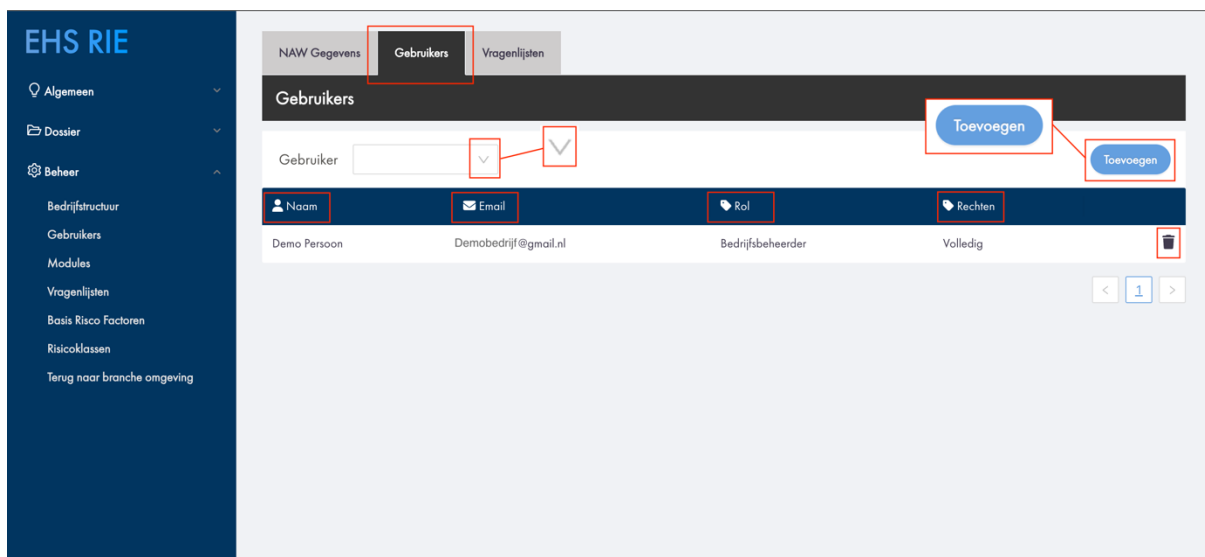 EHS RIE
Algemeen
Dossier
Beheer
Bedrijfstructuur
Gebruikers
Modules
Vragenlijsten
Basis Risco Factoren
Risicoklassen
Terug naar branche omgeving
NAW Gegevens Gebruikers Vragenlijsten
Gebruikers
Toevoegen
Gebruiker
Toevoegen
Naam Email Rol Rechten
Demo Persoon Demobedrijf@gmail.nl Bedrijfsbeheerder Volledig
< 1 >